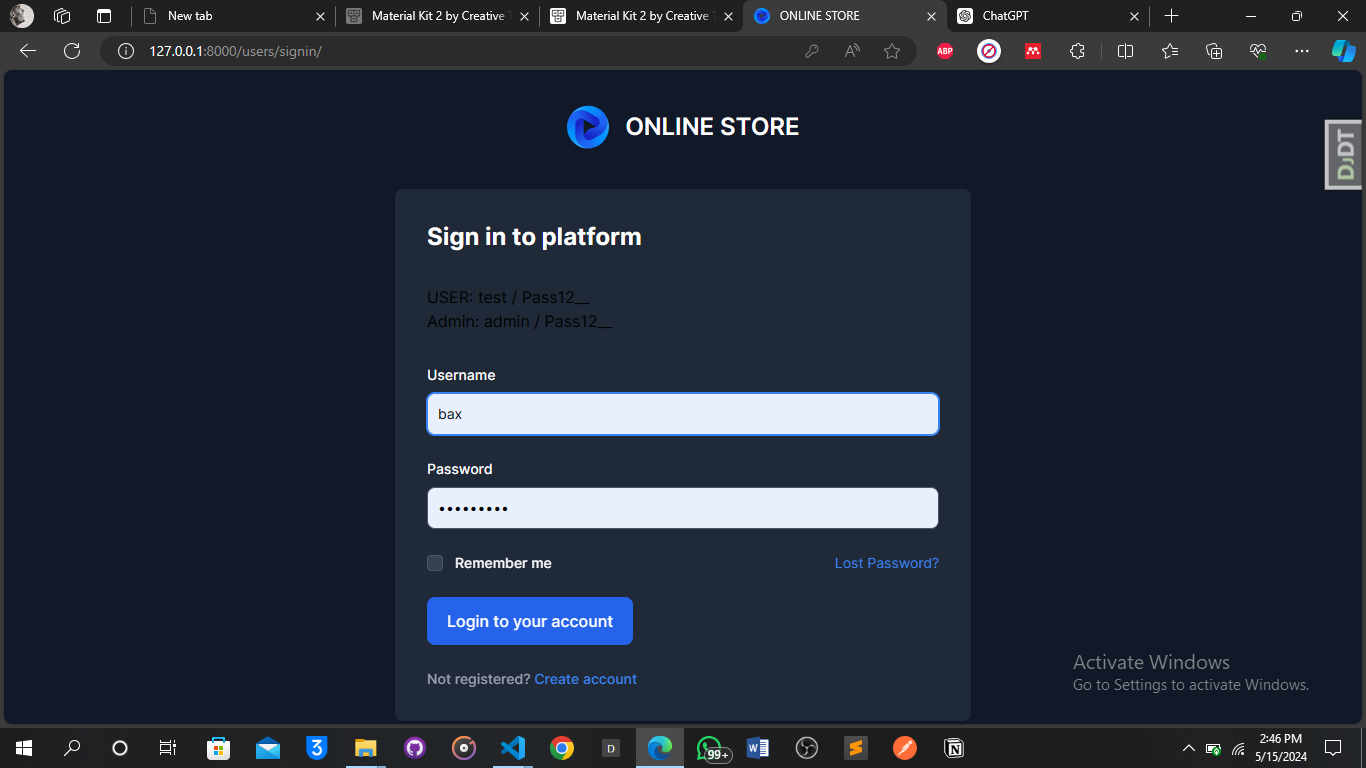 New tab
Material Kit 2 by Creative T
Material Kit 2 by Creative T
ONLINE STORE
ChatGPT
127.0.0.1:8000/users/signin/
ABP
ONLINE STORE
DJDT
Sign in to platform
USER: test / Pass12__
Admin: admin / Pass12__
Username
bax
Password
•••••••••
Remember me
Lost Password?
Login to your account
Not registered? Create account
Activate Windows
Go to Settings to activate Windows.
3
D
99+
2:46 PM
5/15/2024